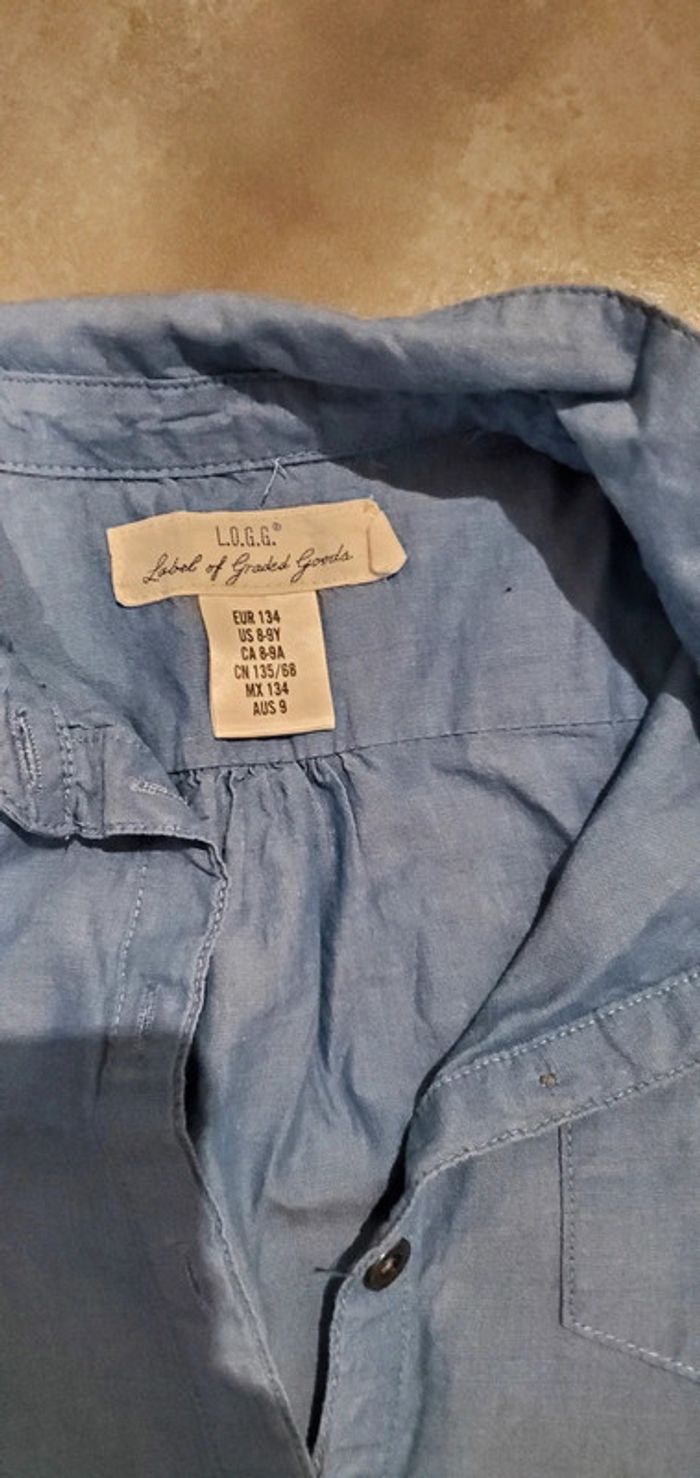 L.O.G.G.®
Label of Graded Goods
EUR 134
US 8-9Y
CA 8-9A
CN 135/68
MX 134
AUS 9